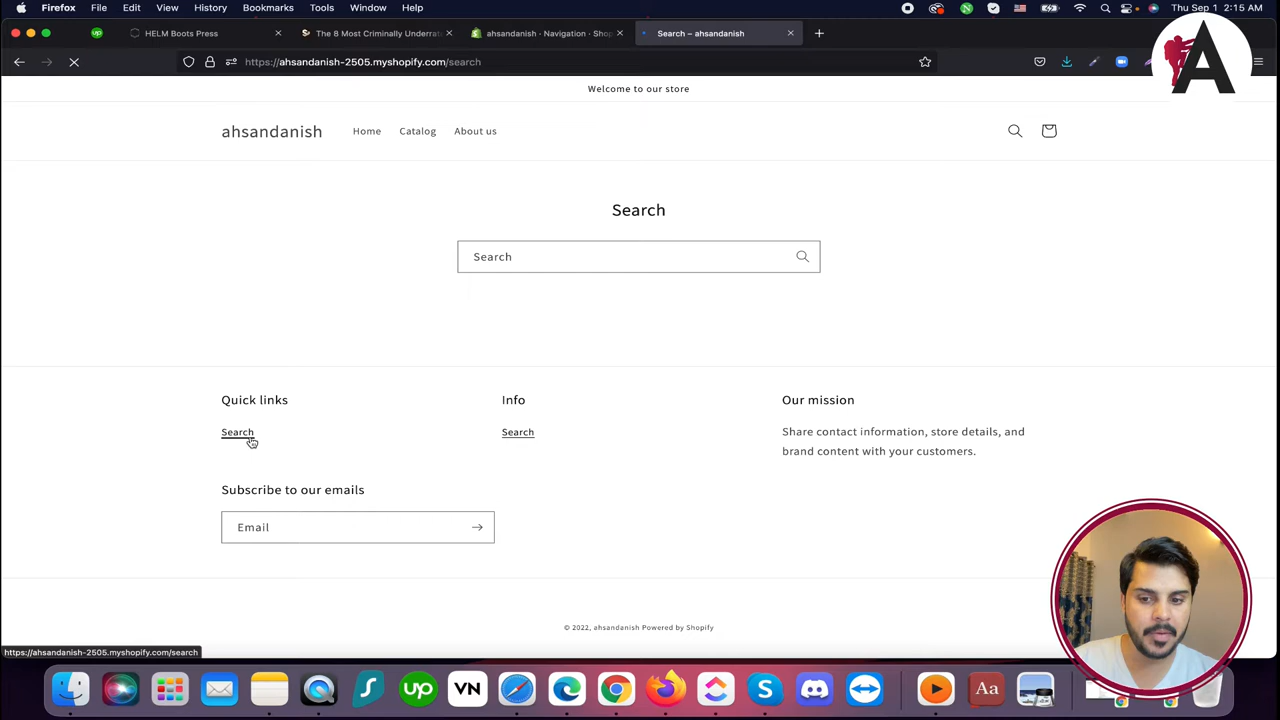 Firefox File Edit View History Bookmarks Tools Window Help Thu Sep 1 2:15 AM
HELM Boots Press
The 8 Most Criminally Underrat
ahsandanish · Navigation · Shop
Search – ahsandanish
https://ahsandanish-2505.myshopify.com/search
A
Welcome to our store
ahsandanish Home Catalog About us
Search
Search
Quick links Info Our mission
Search Search Share contact information, store details, and
brand content with your customers.
Subscribe to our emails
Email
© 2022, ahsandanish Powered by Shopify
https://ahsandanish-2505.myshopify.com/search
up VN S Aa